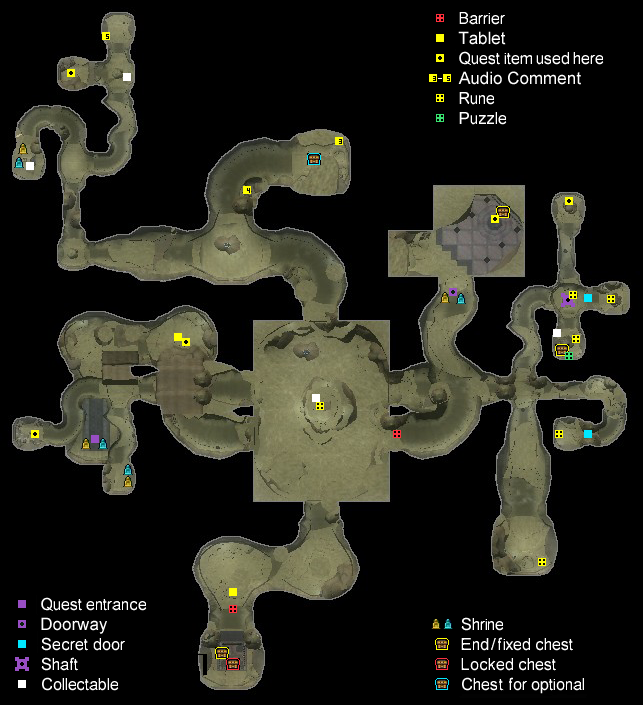 Barrier
Tablet
Quest item used here
3-5 Audio Comment
Rune
Puzzle
5
3
4
Quest entrance
Doorway
Secret door
Shaft
Collectable
Shrine
End/fixed chest
Locked chest
Chest for optional